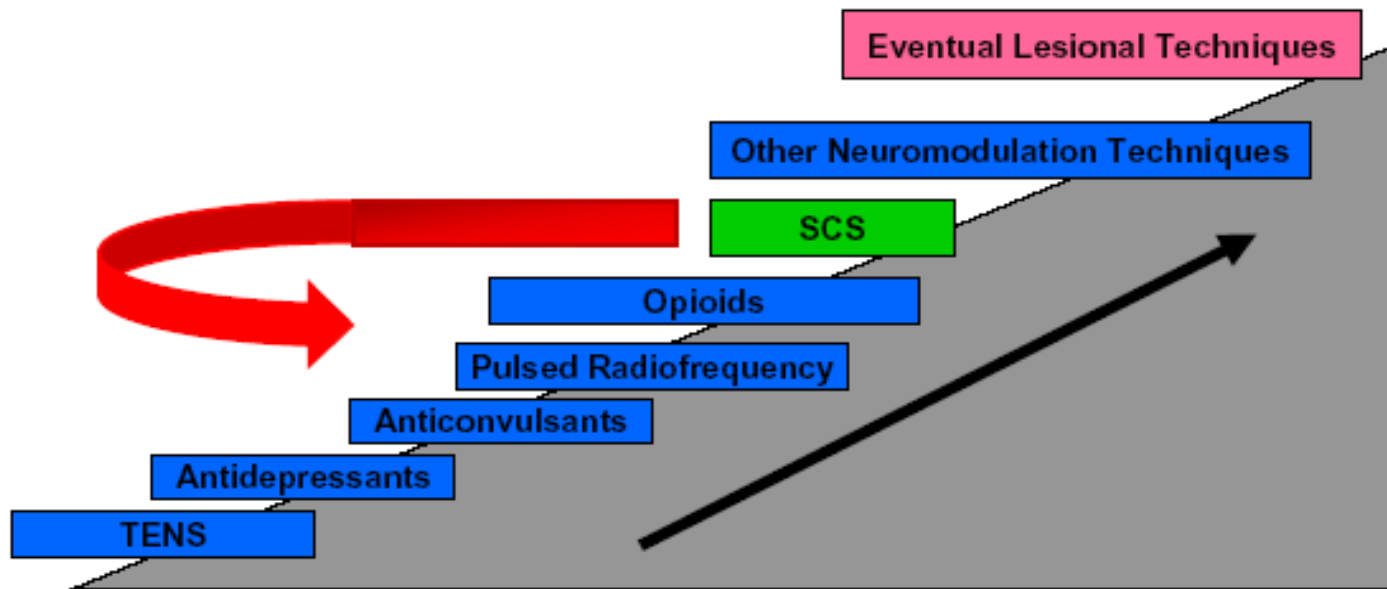 Eventual Lesional Techniques
Other Neuromodulation Techniques
SCS
Opioids
Pulsed Radiofrequency
Anticonvulsants
Antidepressants
TENS